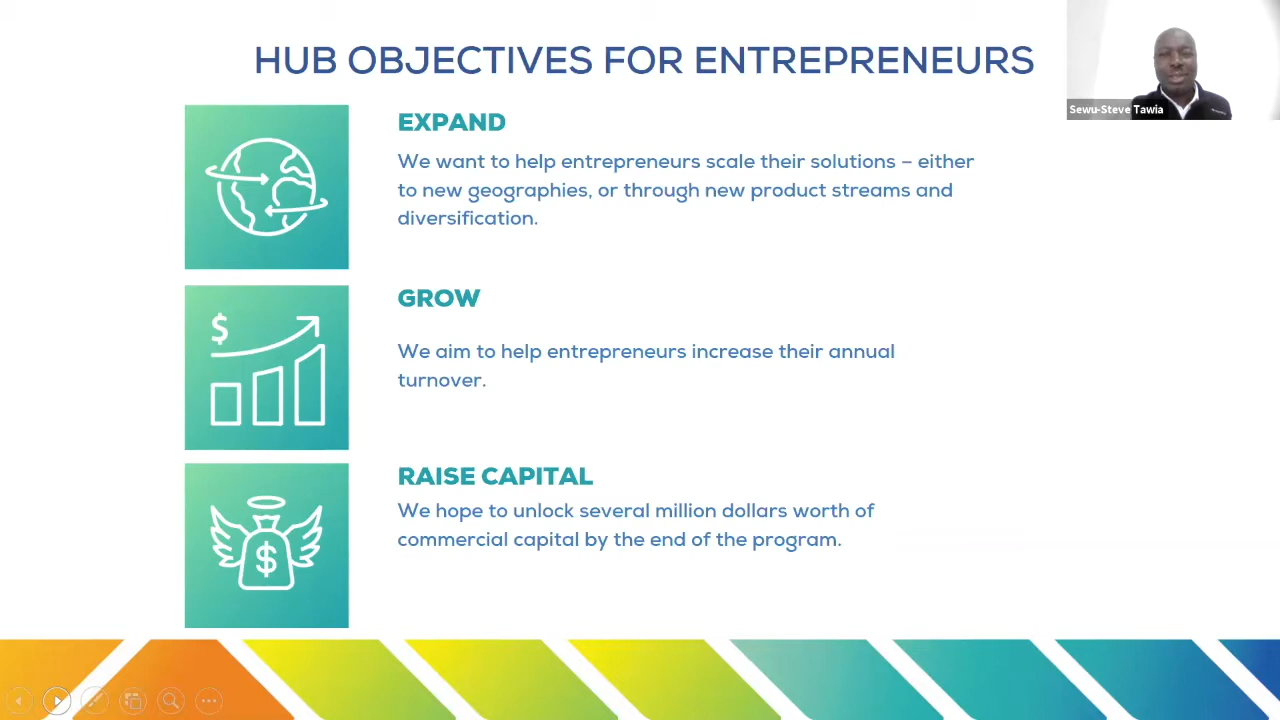 HUB OBJECTIVES FOR ENTREPRENEURS
Sewu-Steve Tawia
EXPAND
We want to help entrepreneurs scale their solutions – either
to new geographies, or through new product streams and
diversification.
$
GROW
We aim to help entrepreneurs increase their annual
turnover.
$
RAISE CAPITAL
We hope to unlock several million dollars worth of
commercial capital by the end of the program.